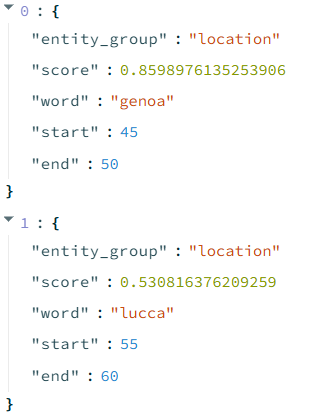 0 : {
"entity_group" : "location"
"score" : 0.8598976135253906
"word" : "genoa"
"start" : 45
"end" : 50
}
1 : {
"entity_group" : "location"
"score" : 0.530816376209259
"word" : "lucca"
"start" : 55
"end" : 60
}